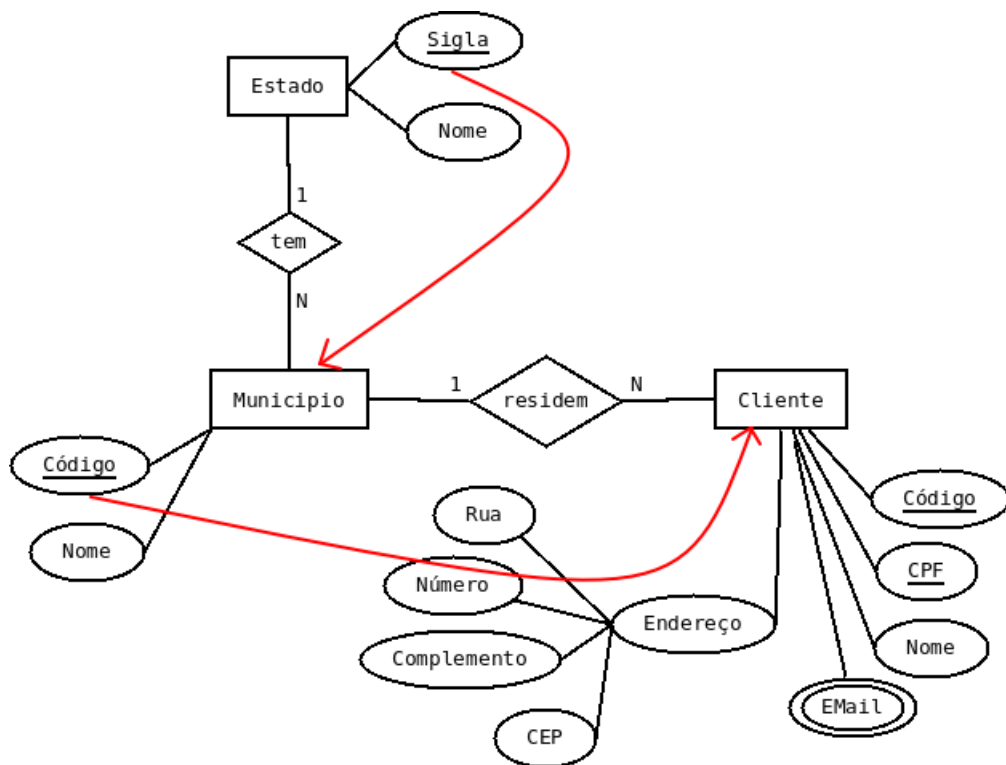 Sigla
Estado
Nome
1
tem
N
Municipio
1
residem
N
Cliente
Código
Nome
Rua
Número
Complemento
CEP
Endereço
Código
CPF
Nome
EMail